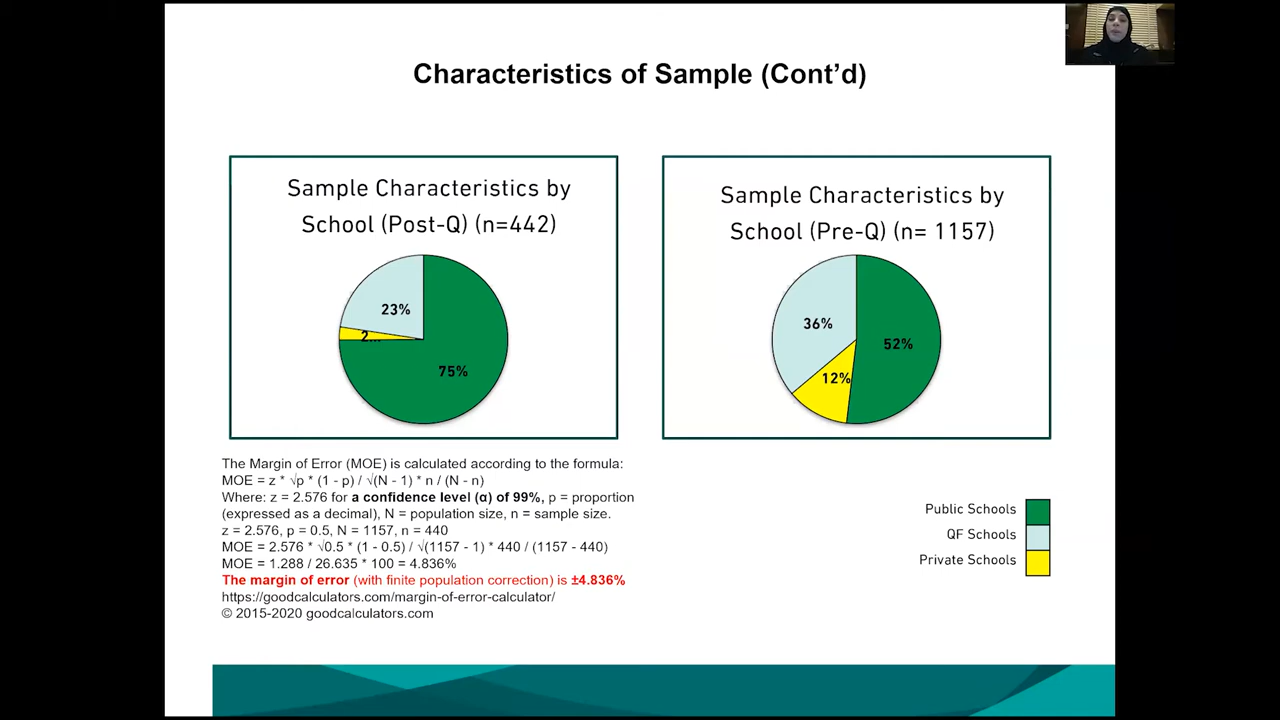 Characteristics of Sample (Cont’d)
Sample Characteristics by
School (Post-Q) (n=442)
23%
2...
75%
Sample Characteristics by
School (Pre-Q) (n= 1157)
36%
52%
12%
The Margin of Error (MOE) is calculated according to the formula:
MOE = z * √p * (1 - p) / √(N - 1) * n / (N - n)
Where: z = 2.576 for a confidence level (α) of 99%, p = proportion
(expressed as a decimal), N = population size, n = sample size.
z = 2.576, p = 0.5, N = 1157, n = 440
MOE = 2.576 * √0.5 * (1 - 0.5) / √(1157 - 1) * 440 / (1157 - 440)
MOE = 1.288 / 26.635 * 100 = 4.836%
The margin of error (with finite population correction) is ±4.836%
https://goodcalculators.com/margin-of-error-calculator/
© 2015-2020 goodcalculators.com
Public Schools
QF Schools
Private Schools